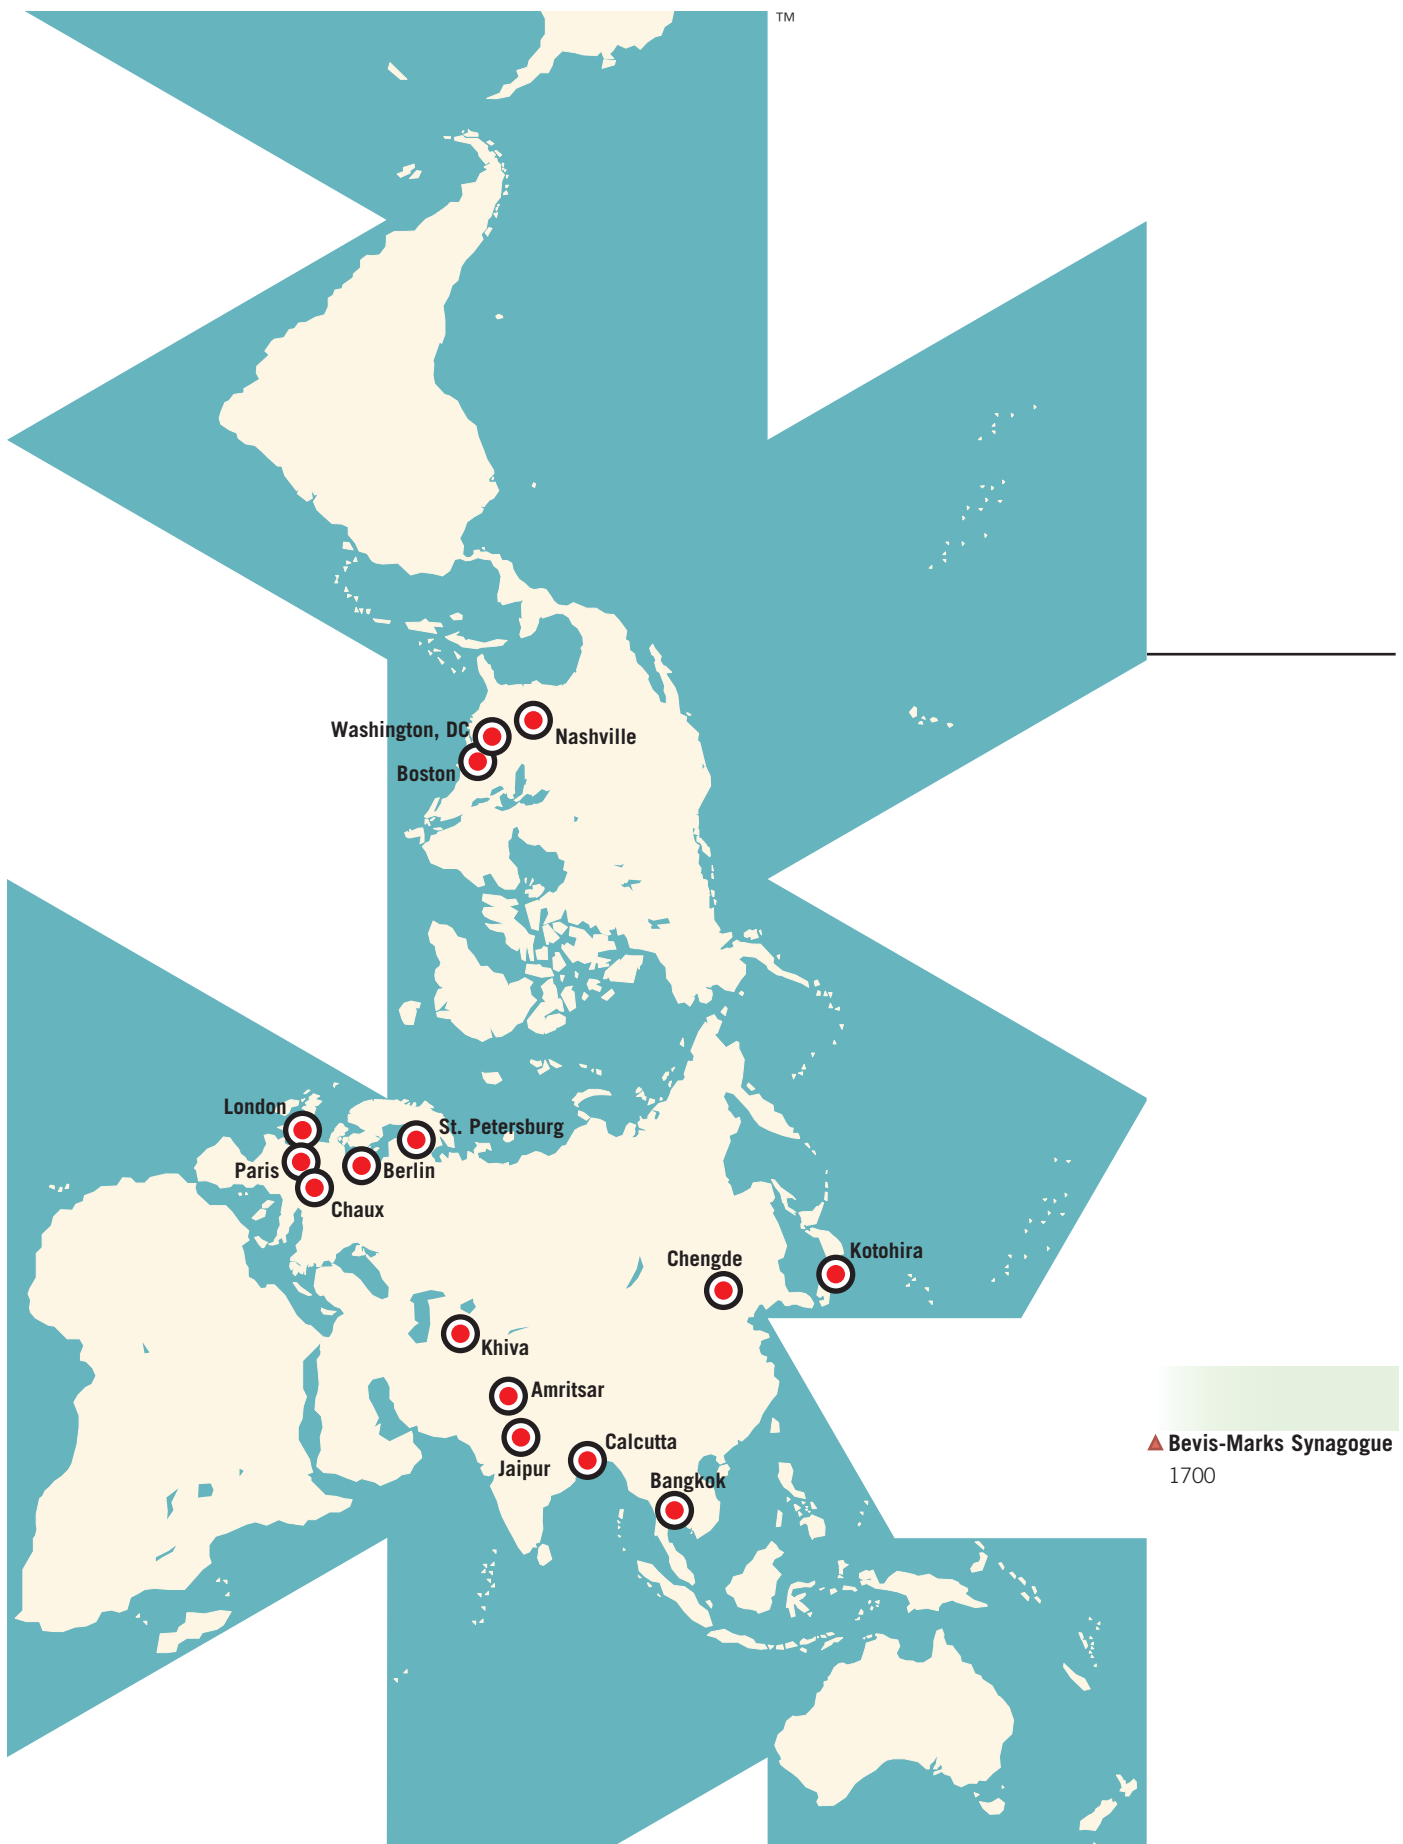 TM
Washington, DC
Nashville
Boston
London
St. Petersburg
Paris
Berlin
Chaux
Kotohira
Chengde
Khiva
Amritsar
Calcutta
Jaipur
Bangkok
Bevis-Marks Synagogue
1700